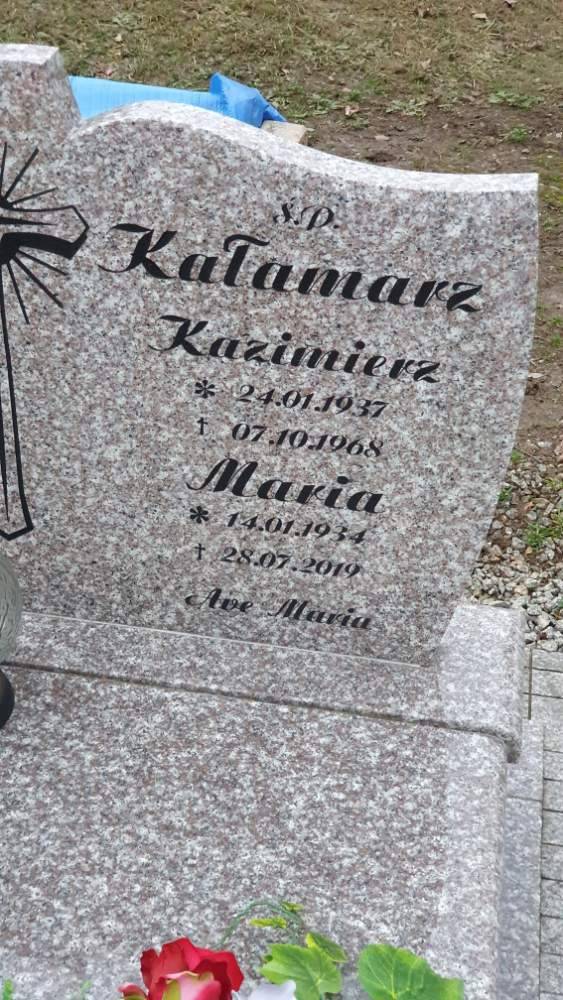 Ś.P.
Kałamarz
Kazimierz
* 24.01.1937
† 07.10.1968
Maria
* 14.01.1934
† 28.07.2019
Ave Maria